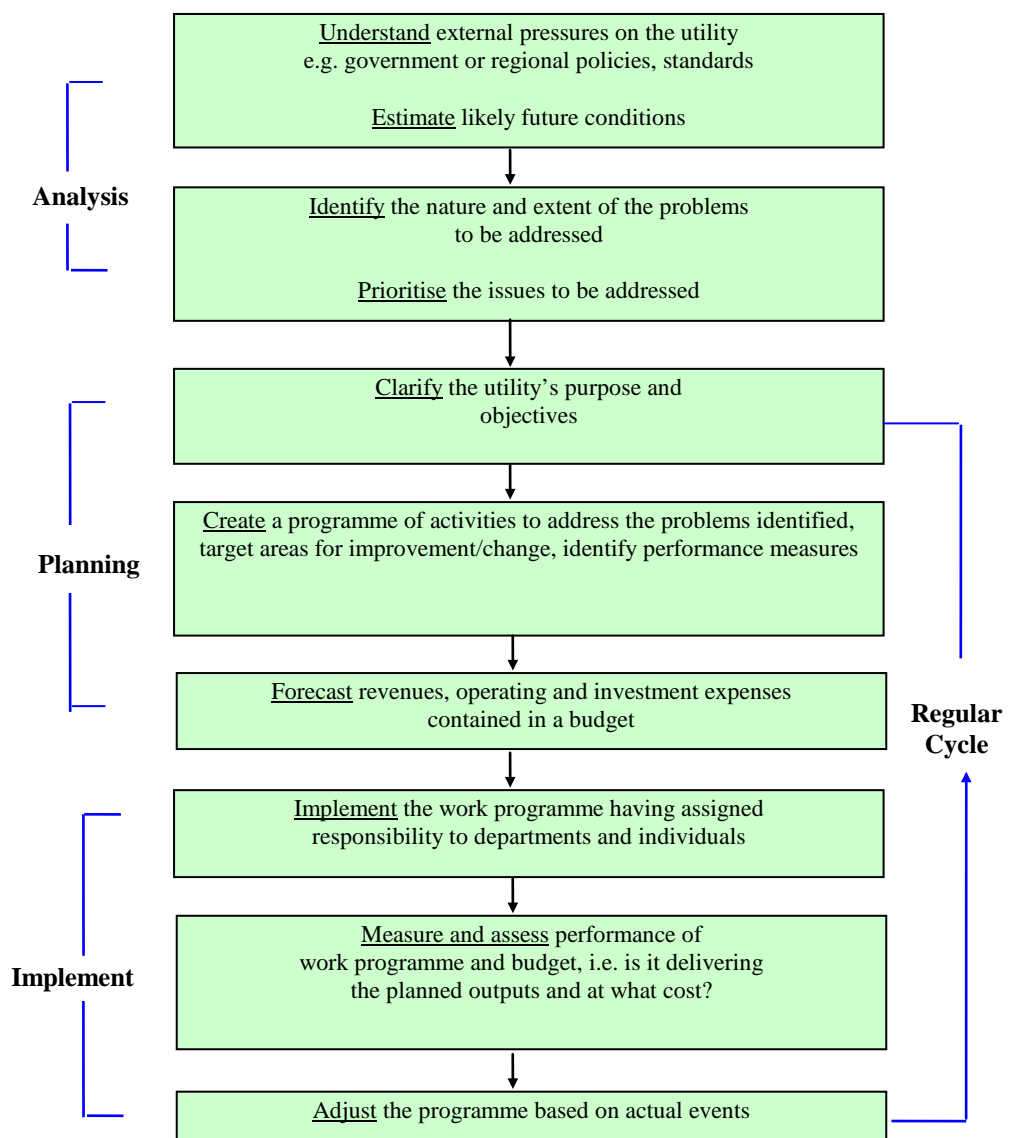 Understand external pressures on the utility
e.g. government or regional policies, standards
Estimate likely future conditions
Analysis
Identify the nature and extent of the problems
to be addressed
Prioritise the issues to be addressed
Clarify the utility's purpose and
objectives
Planning
Create a programme of activities to address the problems identified,
target areas for improvement/change, identify performance measures
Forecast revenues, operating and investment expenses
contained in a budget
Regular
Cycle
Implement the work programme having assigned
responsibility to departments and individuals
Implement
Measure and assess performance of
work programme and budget, i.e. is it delivering
the planned outputs and at what cost?
Adjust the programme based on actual events